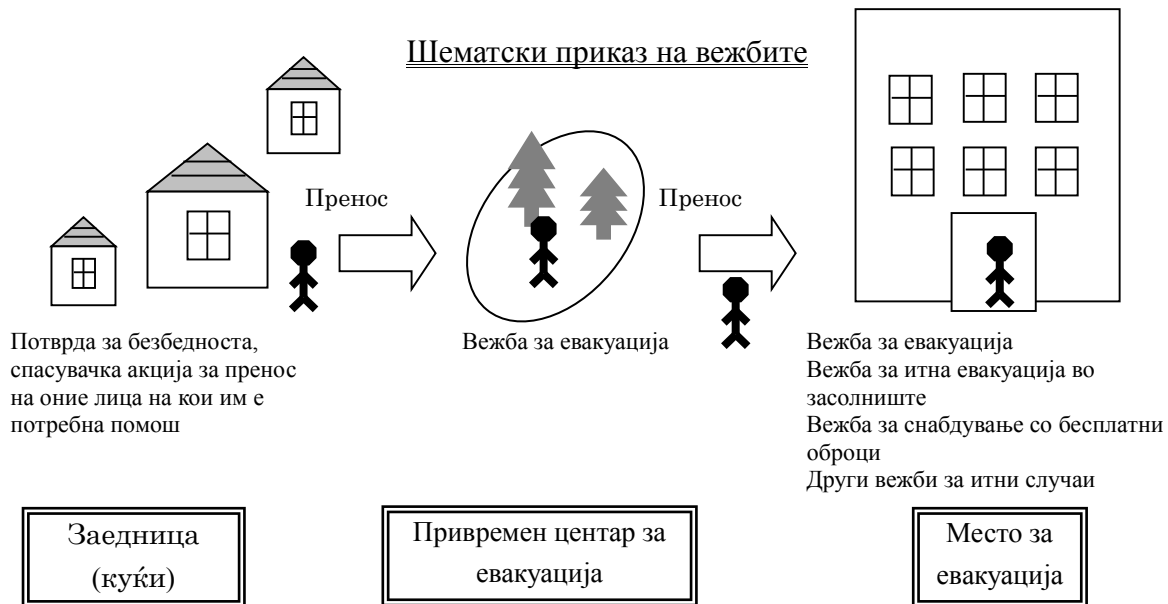 Шематски приказ на вежбите
Пренос
Пренос
Потврда за безбедноста,
спасувачка акција за пренос
на оние лица на кои им е
потребна помош
Вежба за евакуација
Вежба за евакуација
Вежба за итна евакуација во
засолниште
Вежба за снабдување со бесплатни
оброци
Други вежби за итни случаи
Заедница
(куќи)
Привремен центар за
евакуација
Место за
евакуација